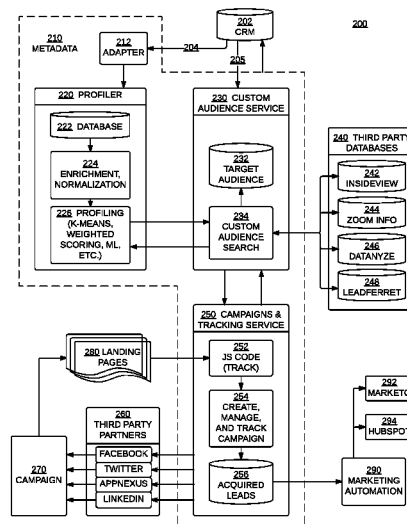 202
CRM
200
210
METADATA
212
ADAPTER
204
205
220 PROFILER
222 DATABASE
224
ENRICHMENT,
NORMALIZATION
226 PROFILING
(K-MEANS,
WEIGHTED
SCORING, ML,
ETC.)
230 CUSTOM
AUDIENCE SERVICE
232
TARGET
AUDIENCE
234
CUSTOM
AUDIENCE
SEARCH
240 THIRD PARTY
DATABASES
242
INSIDEVIEW
244
ZOOM INFO
246
DATANYZE
248
LEADFERRET
250 CAMPAIGNS &
TRACKING SERVICE
252
JS CODE
(TRACK)
254
CREATE,
MANAGE,
AND TRACK
CAMPAIGN
256
ACQUIRED
LEADS
280 LANDING
PAGES
260
THIRD PARTY
PARTNERS
FACEBOOK
TWITTER
APPNEXUS
LINKEDIN
270
CAMPAIGN
292
MARKETO
294
HUBSPOT
290
MARKETING
AUTOMATION